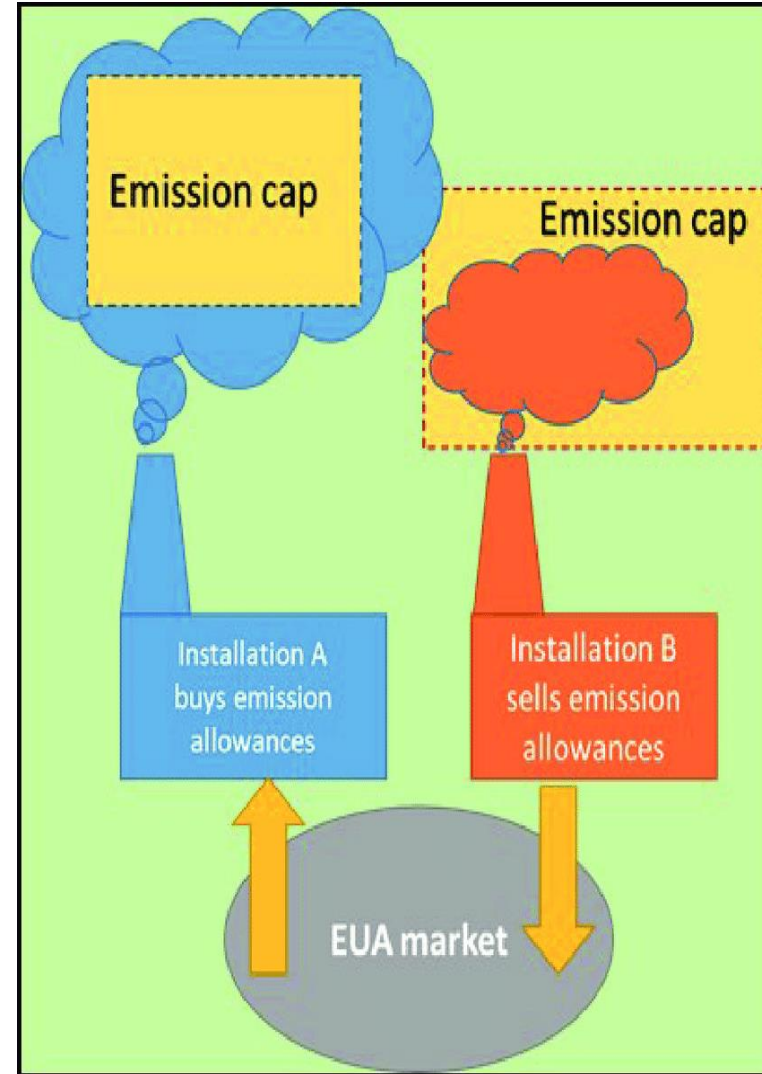 Emission cap
Emission cap
Installation A
buys emission
allowances
Installation B
sells emission
allowances
EUA market